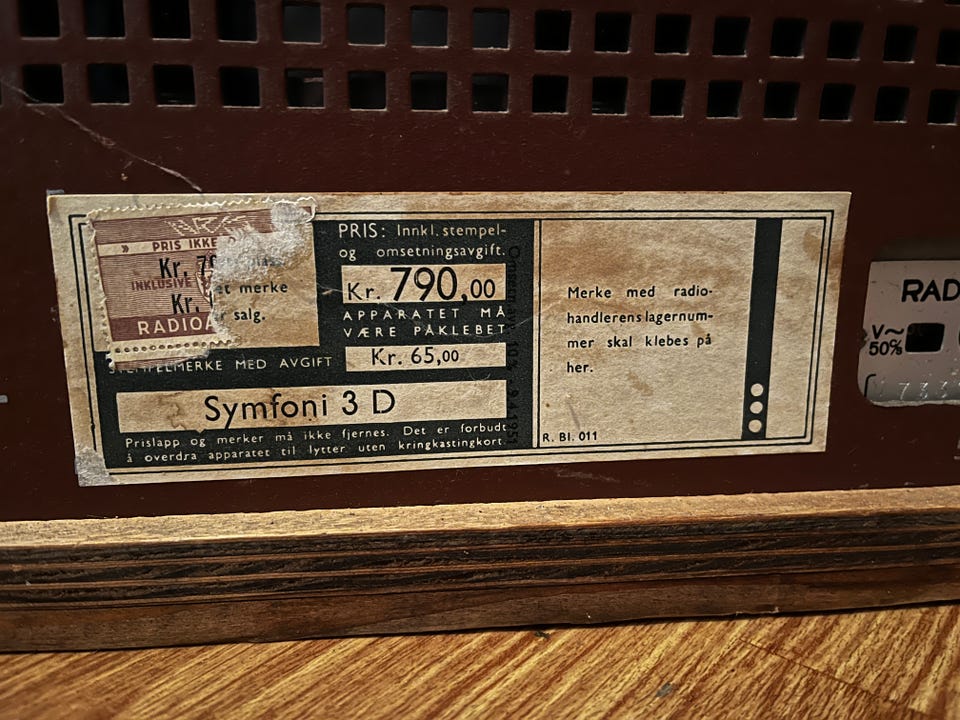 NRK
» PRIS IKKE
Kr. 79
INKLUSIVE
Kr.
RADIOA
et merke
r salg.
PRIS: Innkl. stempel-
og omsetningsavgift.
Kr. 790,00
APPARATET MÅ
VÆRE PÅKLEBET
STEMPELMERKE MED AVGIFT Kr. 65,00
Symfoni 3 D
Prislapp og merker må ikke fjernes. Det er forbudt
å overdra apparatet til lytter uten kringkastingkort.
Merke med radio-
handlerens lagernum-
mer skal klebes på
her.
R. Bl. 011
RAD
V~
50%